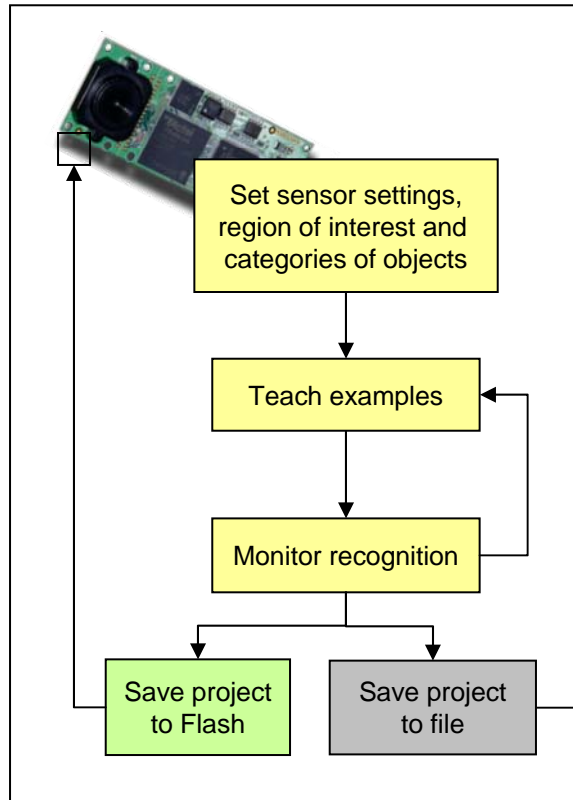 Set sensor settings,
region of interest and
categories of objects
Teach examples
Monitor recognition
Save project
to Flash
Save project
to file